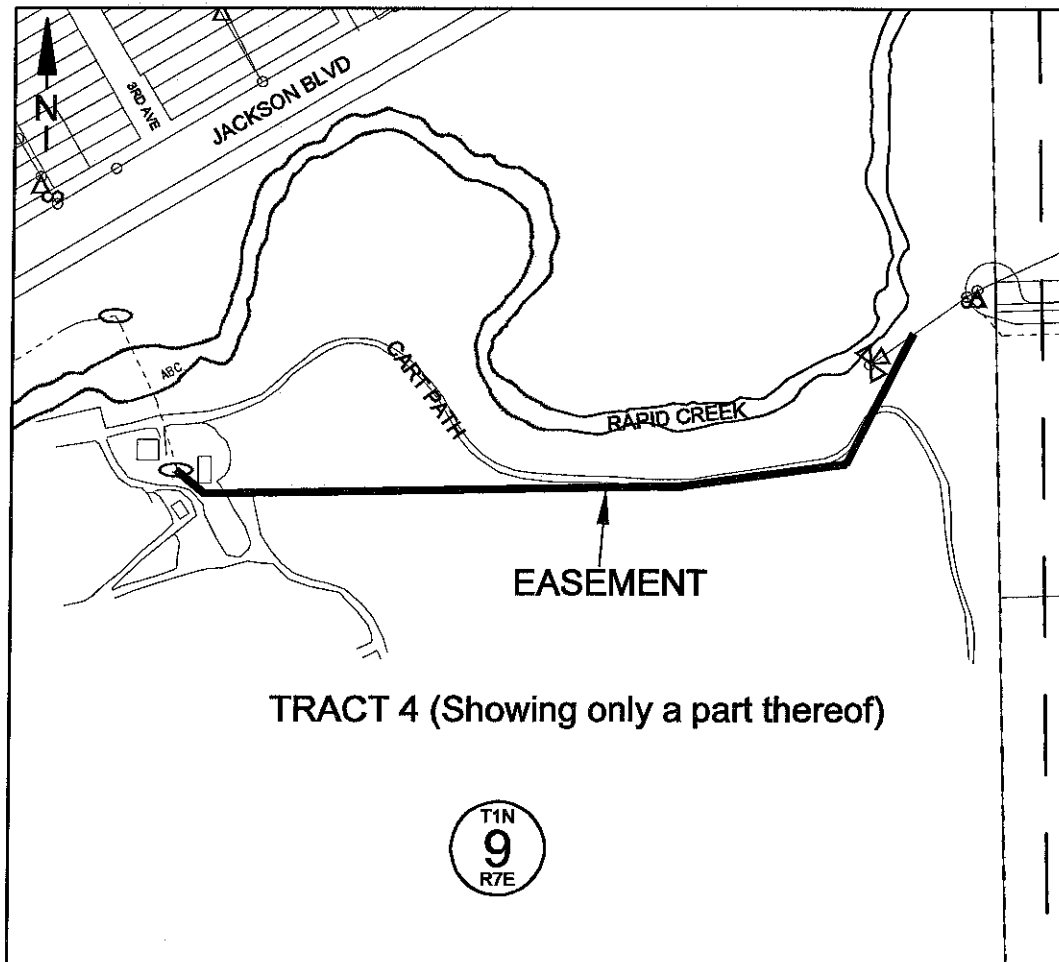 N
3RD AVE
JACKSON BLVD
ABC
CART PATH
RAPID CREEK
EASEMENT
TRACT 4 (Showing only a part thereof)
T1N
9
R7E